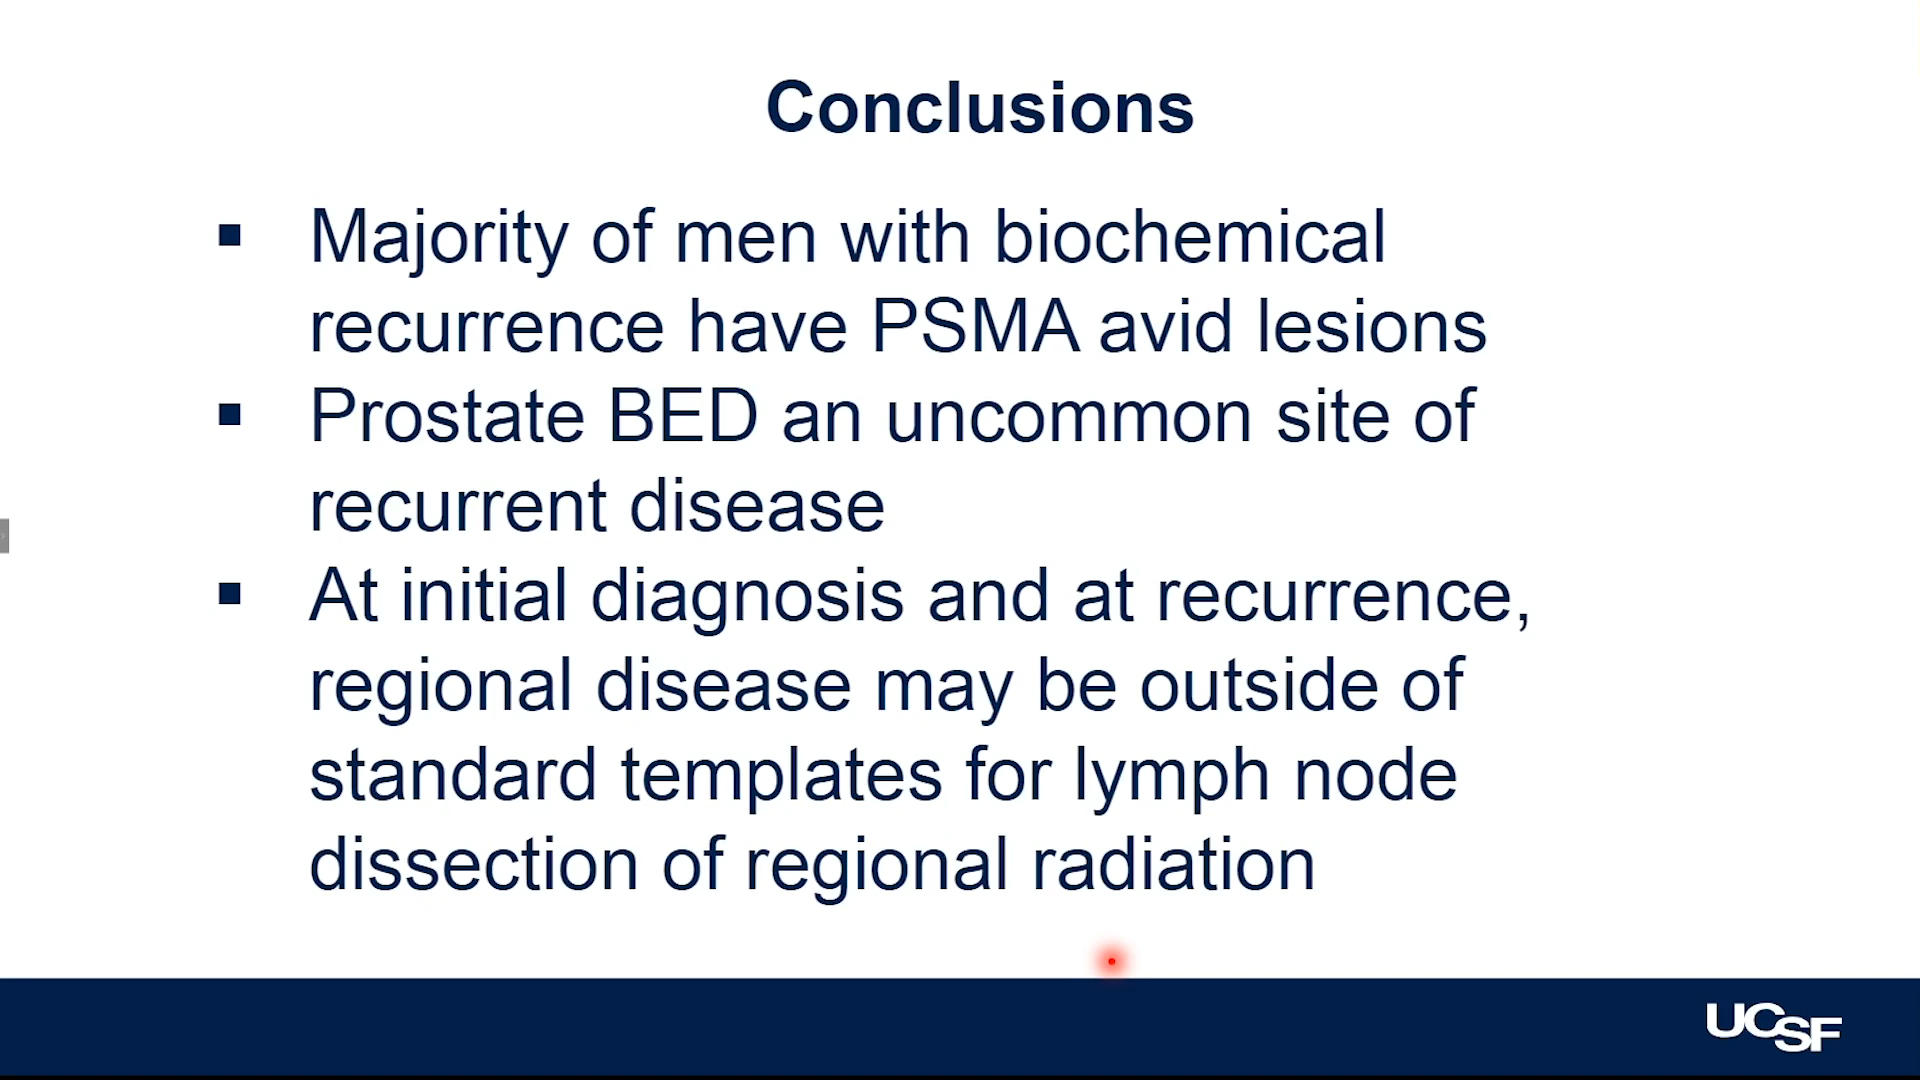 Conclusions
▪ Majority of men with biochemical
recurrence have PSMA avid lesions
▪ Prostate BED an uncommon site of
recurrent disease
▪ At initial diagnosis and at recurrence,
regional disease may be outside of
standard templates for lymph node
dissection of regional radiation
UCSF